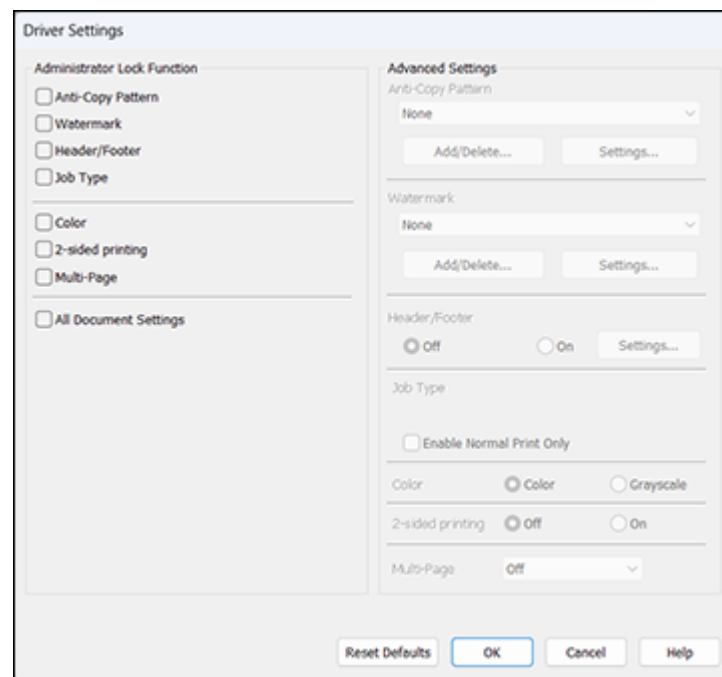 Driver Settings
Administrator Lock Function
Anti-Copy Pattern
Watermark
Header/Footer
Job Type
Color
2-sided printing
Multi-Page
All Document Settings
Advanced Settings
Anti-Copy Pattern
None
Add/Delete... Settings...
Watermark
None
Add/Delete... Settings...
Header/Footer
Off On Settings...
Job Type
Enable Normal Print Only
Color Color Grayscale
2-sided printing Off On
Multi-Page Off
Reset Defaults OK Cancel Help